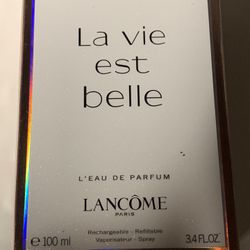 La vie
est
belle
L'EAU DE PARFUM
LANCÔME
PARIS
Rechargeable - Refillable
Vaporisateur - Spray
℮ 100 ml 3.4 FL.OZ.